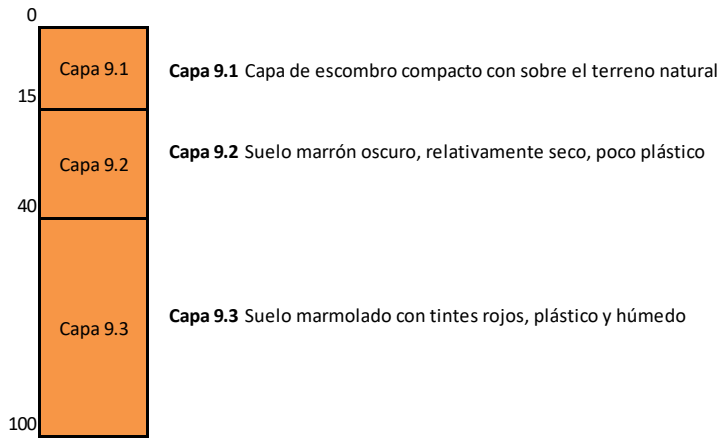 0
Capa 9.1
Capa 9.1 Capa de escombro compacto con sobre el terreno natural
15
Capa 9.2
Capa 9.2 Suelo marrón oscuro, relativamente seco, poco plástico
40
Capa 9.3
Capa 9.3 Suelo marmolado con tintes rojos, plástico y húmedo
100